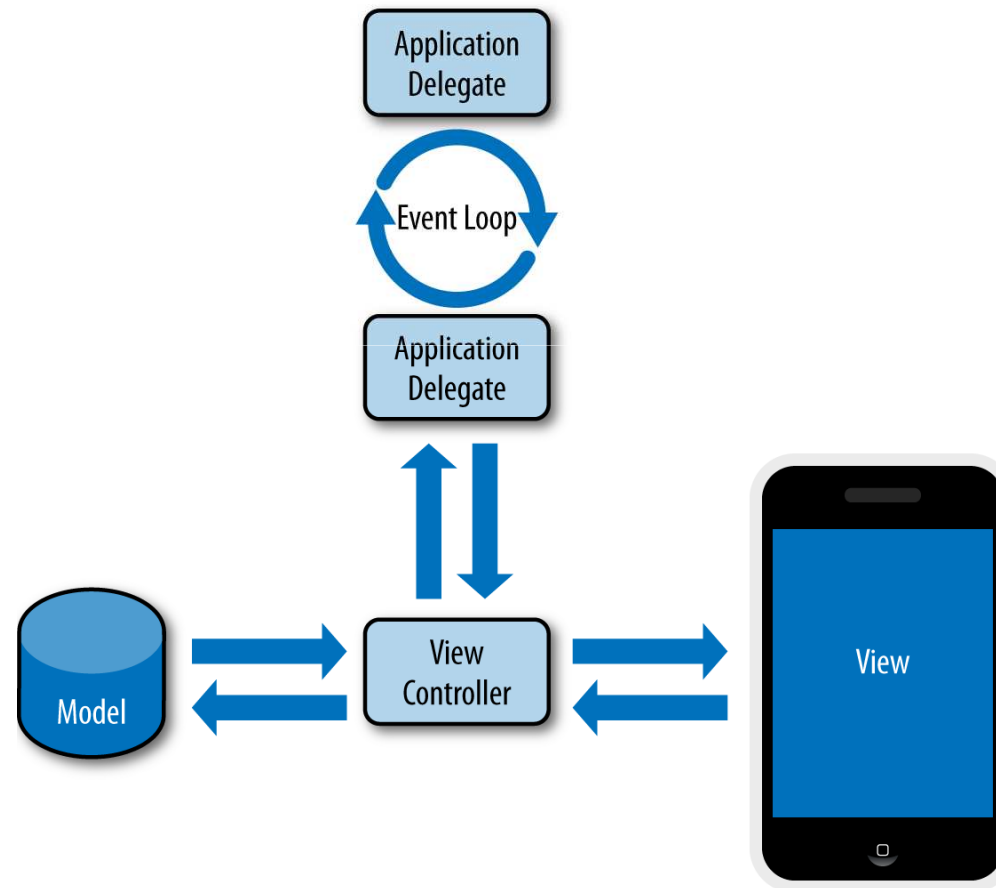 Application
Delegate
Event Loop
Application
Delegate
View
Controller
View
Model